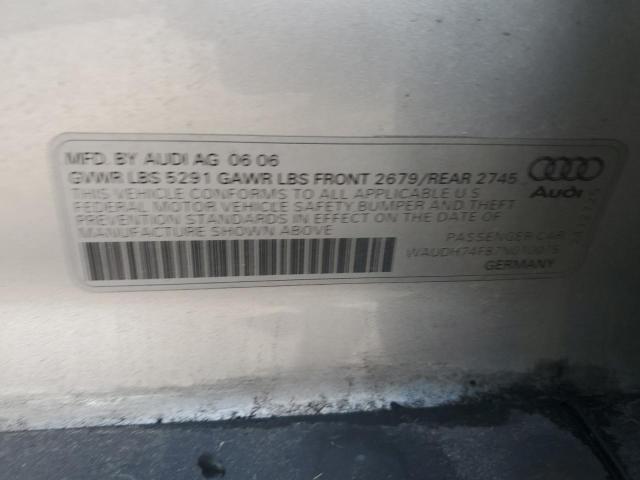 MFD. BY AUDI AG 06 06
GVWR LBS 5291 GAWR LBS FRONT 2679/REAR 2745
THIS VEHICLE CONFORMS TO ALL APPLICABLE U S
FEDERAL MOTOR VEHICLE SAFETY BUMPER AND THEFT
PREVENTION STANDARDS IN EFFECT ON THE DATE OF
MANUFACTURE SHOWN ABOVE
Audi
PASSENGER CAR
WAUDH74F87N010075
GERMANY